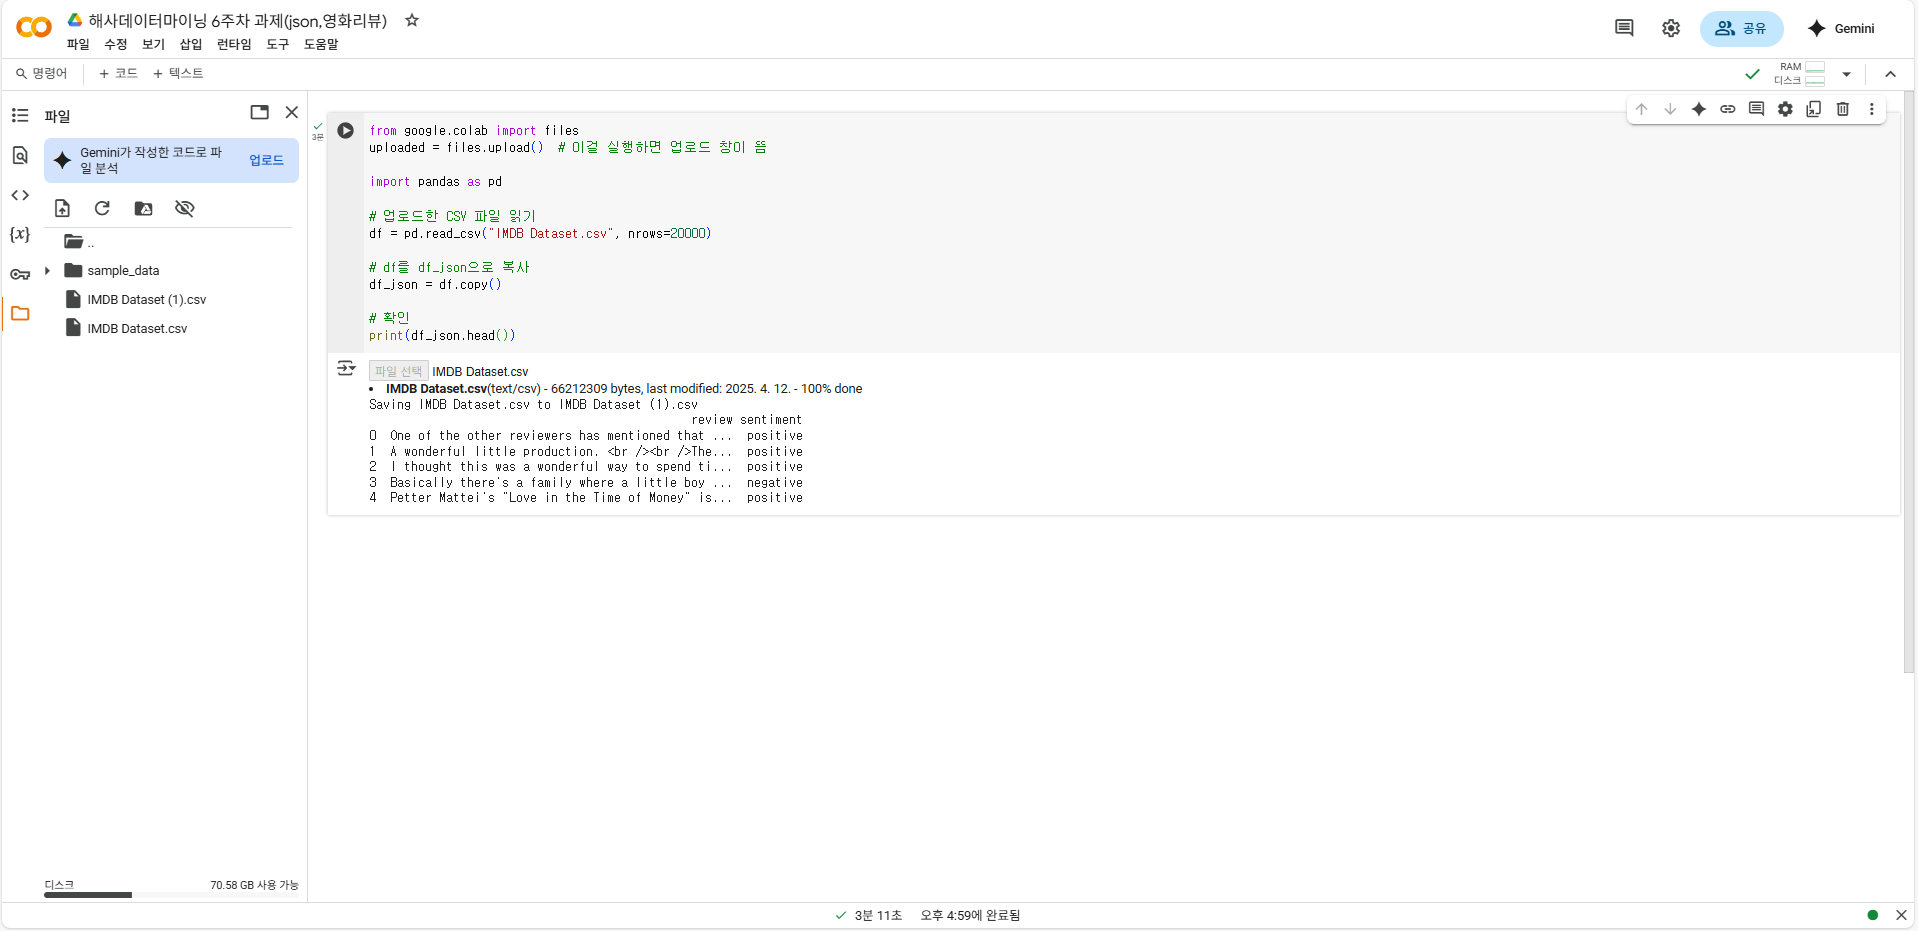 해사데이터마이닝 6주차 과제(json,영화리뷰)
파일 수정 보기 삽입 런타임 도구 도움말
공유
Gemini
명령어 + 코드 + 텍스트
RAM
디스크
파일
Gemini가 작성한 코드로 파
일 분석
업로드
{x}
..
sample_data
IMDB Dataset (1).csv
IMDB Dataset.csv
디스크 70.58 GB 사용 가능
3분
from google.colab import files
uploaded = files.upload()  # 이걸 실행하면 업로드 창이 뜸
import pandas as pd
# 업로드한 CSV 파일 읽기
df = pd.read_csv("IMDB Dataset.csv", nrows=20000)
# df를 df_json으로 복사
df_json = df.copy()
# 확인
print(df_json.head())
파일 선택 IMDB Dataset.csv
• IMDB Dataset.csv(text/csv) - 66212309 bytes, last modified: 2025. 4. 12. - 100% done
Saving IMDB Dataset.csv to IMDB Dataset (1).csv
review sentiment
0  One of the other reviewers has mentioned that ...  positive
1  A wonderful little production. <br /><br />The...  positive
2  I thought this was a wonderful way to spend ti...  positive
3  Basically there's a family where a little boy ...  negative
4  Petter Mattei's "Love in the Time of Money" is...  positive
3분 11초 오후 4:59에 완료됨